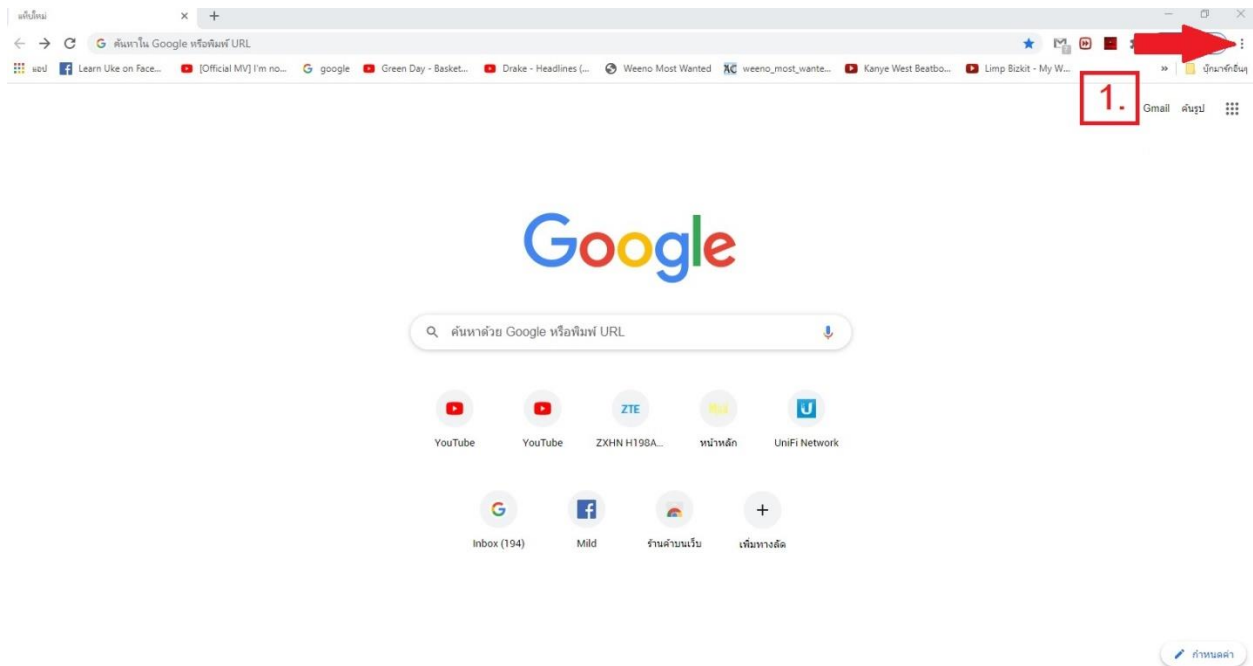 แท็บใหม่
ค้นหาใน Google หรือพิมพ์ URL
แอป Learn Uke on Face... [Official MV] I'm no... google Green Day - Basket... Drake - Headlines (... Weeno Most Wanted weeno_most_wante... Kanye West Beatbo... Limp Bizkit - My W... » บุ๊กมาร์กอื่นๆ
1.
Gmail ค้นรูป
Google
ค้นหาด้วย Google หรือพิมพ์ URL
ZTE
YouTube YouTube ZXHN H198A... หน้าหลัก UniFi Network
Inbox (194) Mild ร้านค้าบนเว็บ เพิ่มทางลัด
กำหนดค่า